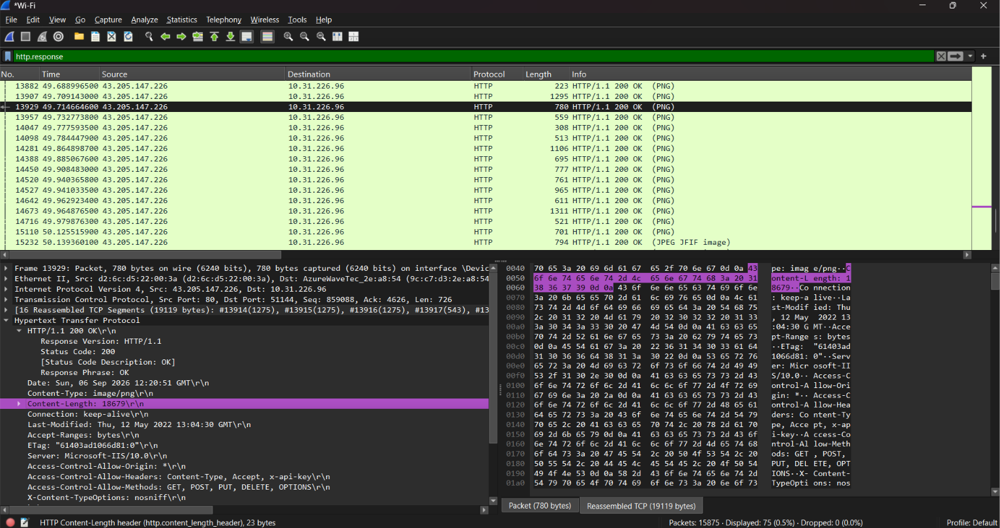 *Wi-Fi
File Edit View Go Capture Analyze Statistics Telephony Wireless Tools Help
http.response
No. Time Source Destination Protocol Length Info
13882 49.688996500 43.205.147.226 10.31.226.96 HTTP 223 HTTP/1.1 200 OK (PNG)
13907 49.709143000 43.205.147.226 10.31.226.96 HTTP 1295 HTTP/1.1 200 OK (PNG)
13929 49.714664600 43.205.147.226 10.31.226.96 HTTP 780 HTTP/1.1 200 OK (PNG)
13957 49.732773800 43.205.147.226 10.31.226.96 HTTP 559 HTTP/1.1 200 OK (PNG)
14047 49.777593500 43.205.147.226 10.31.226.96 HTTP 308 HTTP/1.1 200 OK (PNG)
14098 49.784447900 43.205.147.226 10.31.226.96 HTTP 513 HTTP/1.1 200 OK (PNG)
14281 49.864898700 43.205.147.226 10.31.226.96 HTTP 1106 HTTP/1.1 200 OK (PNG)
14388 49.885067600 43.205.147.226 10.31.226.96 HTTP 695 HTTP/1.1 200 OK (PNG)
14450 49.908483000 43.205.147.226 10.31.226.96 HTTP 777 HTTP/1.1 200 OK (PNG)
14520 49.940365800 43.205.147.226 10.31.226.96 HTTP 761 HTTP/1.1 200 OK (PNG)
14527 49.941033500 43.205.147.226 10.31.226.96 HTTP 965 HTTP/1.1 200 OK (PNG)
14642 49.962923400 43.205.147.226 10.31.226.96 HTTP 611 HTTP/1.1 200 OK (PNG)
14673 49.964876500 43.205.147.226 10.31.226.96 HTTP 1311 HTTP/1.1 200 OK (PNG)
14716 49.979876300 43.205.147.226 10.31.226.96 HTTP 521 HTTP/1.1 200 OK (PNG)
15110 50.125515900 43.205.147.226 10.31.226.96 HTTP 701 HTTP/1.1 200 OK (PNG)
15232 50.139360100 43.205.147.226 10.31.226.96 HTTP 794 HTTP/1.1 200 OK (JPEG JFIF image)
Frame 13929: Packet, 780 bytes on wire (6240 bits), 780 bytes captured (6240 bits) on interface \Devic
Ethernet II, Src: d2:6c:d5:22:00:3a (d2:6c:d5:22:00:3a), Dst: AzureWaveTec_2e:a8:54 (9c:c7:d3:2e:a8:54
Internet Protocol Version 4, Src: 43.205.147.226, Dst: 10.31.226.96
Transmission Control Protocol, Src Port: 80, Dst Port: 51144, Seq: 859088, Ack: 4626, Len: 726
[16 Reassembled TCP Segments (19119 bytes): #13914(1275), #13915(1275), #13916(1275), #13917(543), #13
Hypertext Transfer Protocol
HTTP/1.1 200 OK\r\n
Response Version: HTTP/1.1
Status Code: 200
[Status Code Description: OK]
Response Phrase: OK
Date: Sun, 06 Sep 2026 12:20:51 GMT\r\n
Content-Type: image/png\r\n
Content-Length: 18679\r\n
Connection: keep-alive\r\n
Last-Modified: Thu, 12 May 2022 13:04:30 GMT\r\n
Accept-Ranges: bytes\r\n
ETag: "61403ad1066d81:0"\r\n
Server: Microsoft-IIS/10.0\r\n
Access-Control-Allow-Origin: *\r\n
Access-Control-Allow-Headers: Content-Type, Accept, x-api-key\r\n
Access-Control-Allow-Methods: GET, POST, PUT, DELETE, OPTIONS\r\n
X-Content-TypeOptions: nosniff\r\n
0040 70 65 3a 20 69 6d 61 67 65 2f 70 6e 67 0d 0a 43 pe: imag e/png··C
0050 6f 6e 74 65 6e 74 2d 4c 65 6e 67 74 68 3a 20 31 ontent-L ength: 1
0060 38 36 37 39 0d 0a 43 6f 6e 6e 65 63 74 69 6f 6e 8679··Co nnection
0070 3a 20 6b 65 65 70 2d 61 6c 69 76 65 0d 0a 4c 61 : keep-a live··La
0080 73 74 2d 4d 6f 64 69 66 69 65 64 3a 20 54 68 75 st-Modif ied: Thu
0090 2c 20 31 32 20 4d 61 79 20 32 30 32 32 20 31 33 , 12 May 2022 13
00a0 3a 30 34 3a 33 30 20 47 4d 54 0d 0a 41 63 63 65 :04:30 G MT··Acce
00b0 70 74 2d 52 61 6e 67 65 73 3a 20 62 79 74 65 73 pt-Range s: bytes
00c0 0d 0a 45 54 61 67 3a 20 22 36 31 34 30 33 61 64 ··ETag: "61403ad
00d0 31 30 36 36 64 38 31 3a 30 22 0d 0a 53 65 72 76 1066d81: 0"··Serv
00e0 65 72 3a 20 4d 69 63 72 6f 73 6f 66 74 2d 49 49 er: Micr osoft-II
00f0 53 2f 31 30 2e 30 0d 0a 41 63 63 65 73 73 2d 43 S/10.0·· Access-C
0100 6f 6e 74 72 6f 6c 2d 41 6c 6c 6f 77 2d 4f 72 69 ontrol-A llow-Ori
0110 67 69 6e 3a 20 2a 0d 0a 41 63 63 65 73 73 2d 43 gin: *·· Access-C
0120 6f 6e 74 72 6f 6c 2d 41 6c 6c 6f 77 2d 48 65 61 ontrol-A llow-Hea
0130 64 65 72 73 3a 20 43 6f 6e 74 65 6e 74 2d 54 79 ders: Co ntent-Ty
0140 70 65 2c 20 41 63 63 65 70 74 2c 20 78 2d 61 70 pe, Acce pt, x-ap
0150 69 2d 6b 65 79 0d 0a 41 63 63 65 73 73 2d 43 6f i-key··A ccess-Co
0160 6e 74 72 6f 6c 2d 41 6c 6c 6f 77 2d 4d 65 74 68 ntrol-Al low-Meth
0170 6f 64 73 3a 20 47 45 54 2c 20 50 4f 53 54 2c 20 ods: GET , POST,
0180 50 55 54 2c 20 44 45 4c 45 54 45 2c 20 4f 50 54 PUT, DEL ETE, OPT
0190 49 4f 4e 53 0d 0a 58 2d 43 6f 6e 74 65 6e 74 2d IONS··X- Content-
01a0 54 79 70 65 4f 70 74 69 6f 6e 73 3a 20 6e 6f 73 TypeOpti ons: nos
Packet (780 bytes) Reassembled TCP (19119 bytes)
HTTP Content-Length header (http.content_length_header), 23 bytes Packets: 15875 · Displayed: 75 (0.5%) · Dropped: 0 (0.0%) Profile: Default